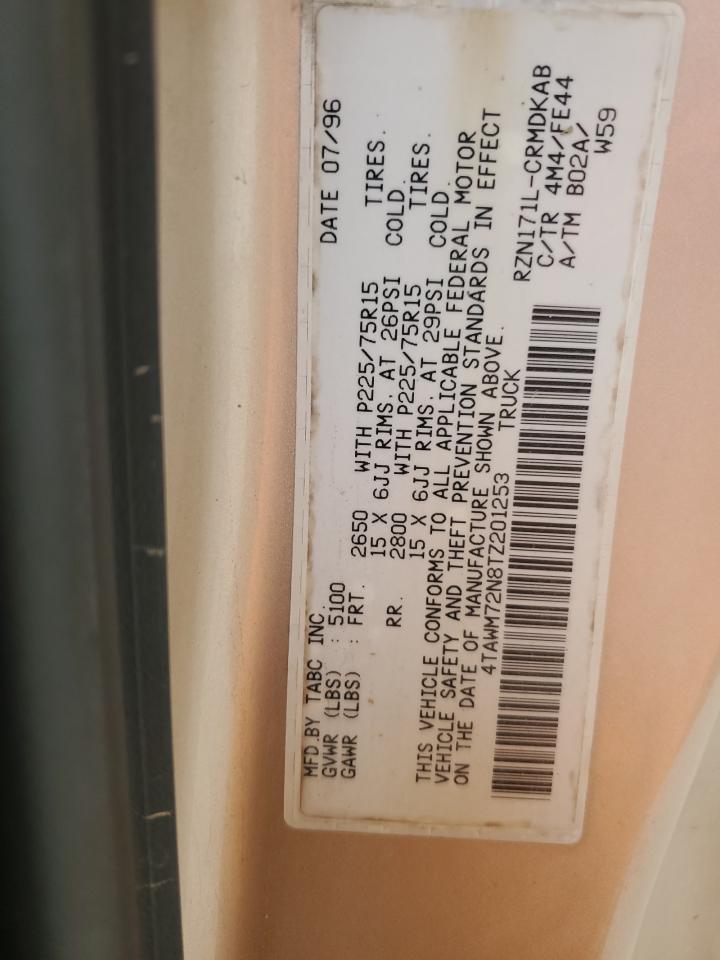 MFD.BY TABC INC. DATE 07/96
GVWR (LBS) : 5100
GAWR (LBS) : FRT. 2650 WITH P225/75R15 TIRES.
15 X 6JJ RIMS. AT 26PSI COLD.
RR. 2800 WITH P225/75R15 TIRES.
15 X 6JJ RIMS. AT 29PSI COLD.
THIS VEHICLE CONFORMS TO ALL APPLICABLE FEDERAL MOTOR
VEHICLE SAFETY AND THEFT PREVENTION STANDARDS IN EFFECT
ON THE DATE OF MANUFACTURE SHOWN ABOVE.
4TAWM72N8TZ201253 TRUCK
RZN171L-CRMDKAB
C/TR 4M4/FE44
A/TM B02A/
W59